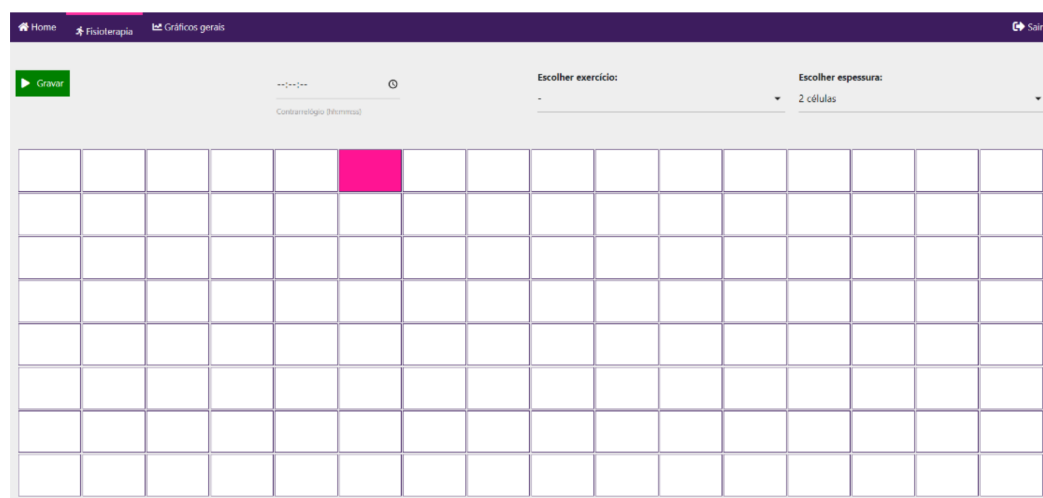 Home
Fisioterapia
Gráficos gerais
Sair
Gravar
--:--:--
Contrarrelógio (hh:mm:ss)
Escolher exercício:
-
Escolher espessura:
2 células